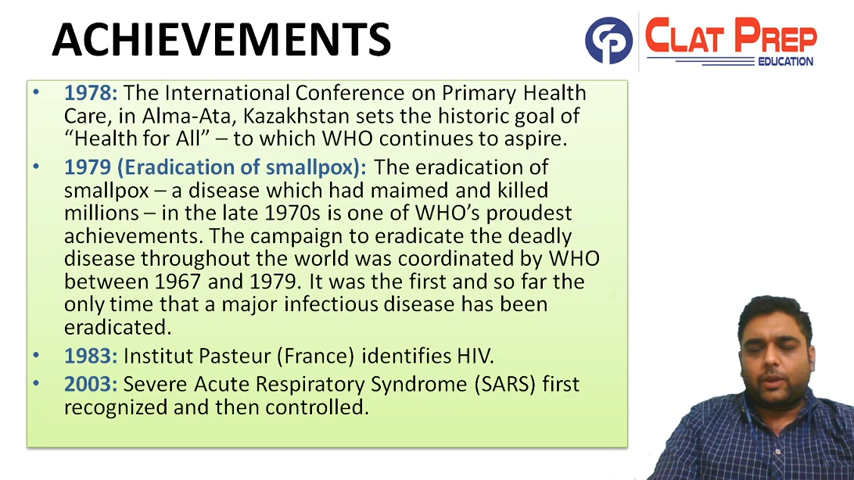 ACHIEVEMENTS
CP
CLAT PREP
EDUCATION
• 1978: The International Conference on Primary Health
Care, in Alma-Ata, Kazakhstan sets the historic goal of
“Health for All” – to which WHO continues to aspire.
• 1979 (Eradication of smallpox): The eradication of
smallpox – a disease which had maimed and killed
millions – in the late 1970s is one of WHO’s proudest
achievements. The campaign to eradicate the deadly
disease throughout the world was coordinated by WHO
between 1967 and 1979. It was the first and so far the
only time that a major infectious disease has been
eradicated.
• 1983: Institut Pasteur (France) identifies HIV.
• 2003: Severe Acute Respiratory Syndrome (SARS) first
recognized and then controlled.